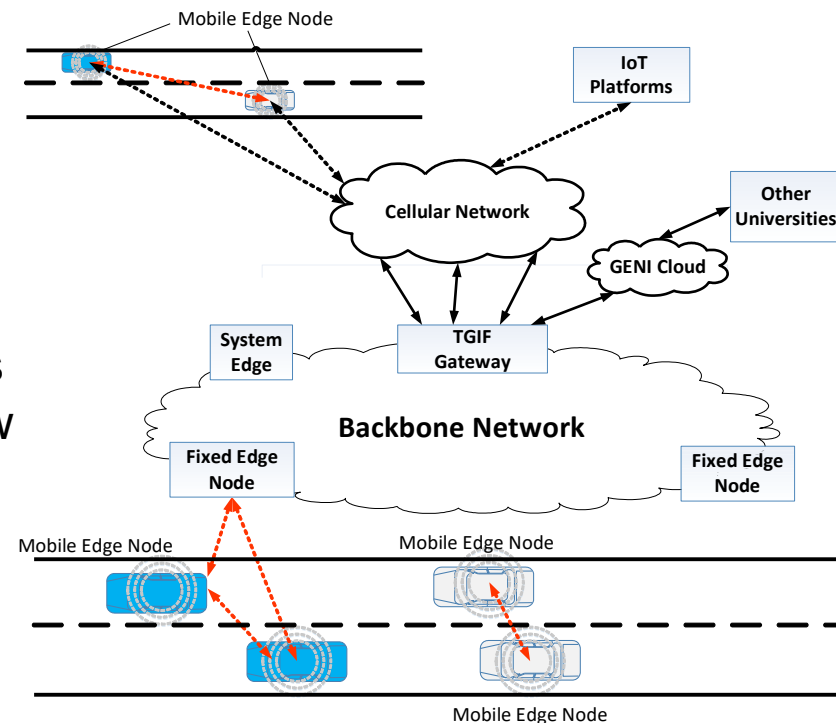 Mobile Edge Node
IoT
Platforms
Other
Universities
Cellular Network
GENI Cloud
System
Edge
TGIF
Gateway
s
w
Backbone Network
Fixed Edge
Node
Fixed Edge
Node
Mobile Edge Node
Mobile Edge Node
Mobile Edge Node